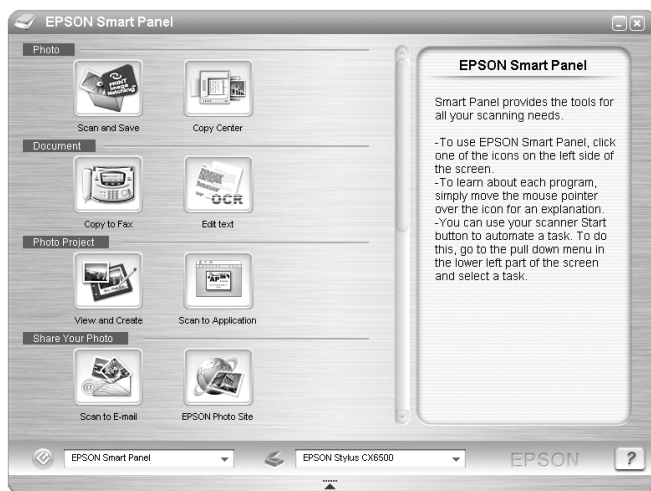 EPSON Smart Panel
Photo
PRINT
Image
Matching
Scan and Save
Copy Center
Document
OCR
Copy to Fax
Edit text
Photo Project
AP
View and Create
Scan to Application
Share Your Photo
@
Scan to E-mail
EPSON Photo Site
EPSON Smart Panel
Smart Panel provides the tools for
all your scanning needs.
-To use EPSON Smart Panel, click
one of the icons on the left side of
the screen.
-To learn about each program,
simply move the mouse pointer
over the icon for an explanation.
-You can use your scanner Start
button to automate a task. To do
this, go to the pull down menu in
the lower left part of the screen
and select a task.
EPSON Smart Panel
EPSON Stylus CX6500
EPSON
?